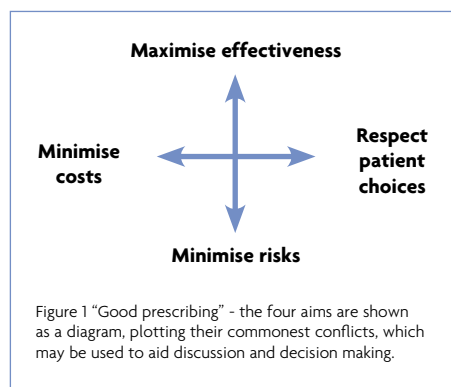 Maximise effectiveness
Minimise
costs
Respect
patient
choices
Minimise risks
Figure 1 “Good prescribing” - the four aims are shown
as a diagram, plotting their commonest conflicts, which
may be used to aid discussion and decision making.